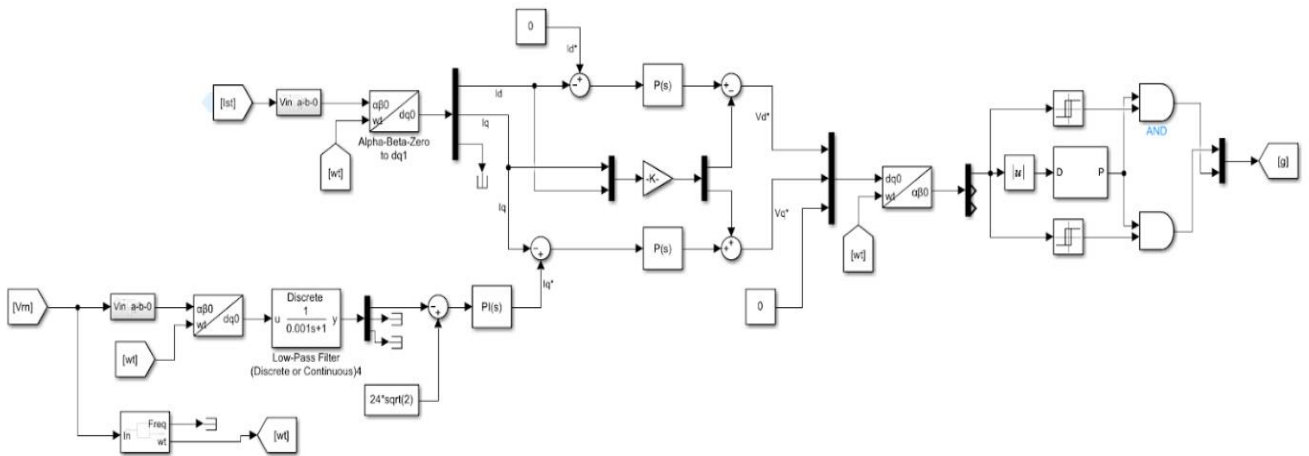 0
Id*
[Ist]
Vin a-b-0
αβ0
wt
dq0
Alpha-Beta-Zero
to dq1
[wt]
Id
Iq
Iq
P(s)
-K-
P(s)
Vd*
Vq*
0
dq0
wt
αβ0
[wt]
|u|
D
P
AND
[g]
[Vm]
Vin a-b-0
αβ0
wt
dq0
[wt]
Discrete
1
0.001s+1
u
y
Low-Pass Filter
(Discrete or Continuous)4
PI(s)
Iq*
24*sqrt(2)
In
Freq
wt
[wt]